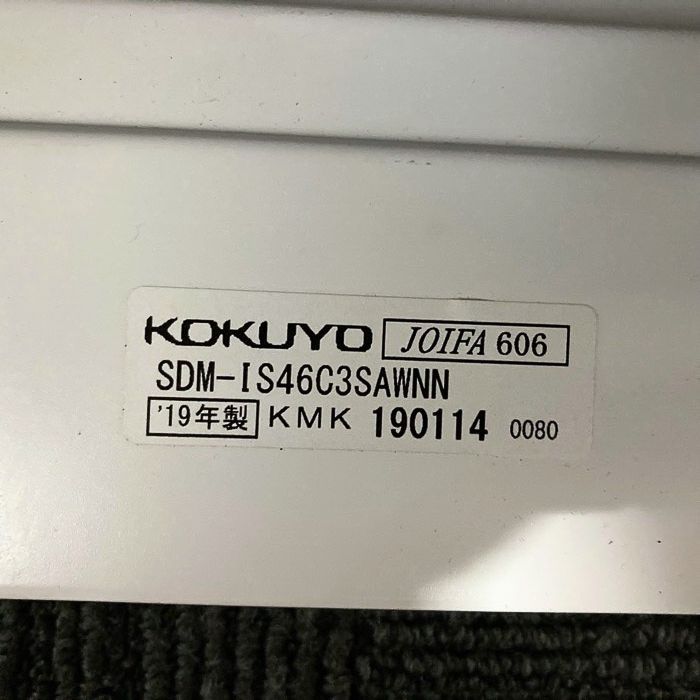 KOKUYO JOIFA 606
SDM-IS46C3SAWNN
'19年製 KMK 190114 0080